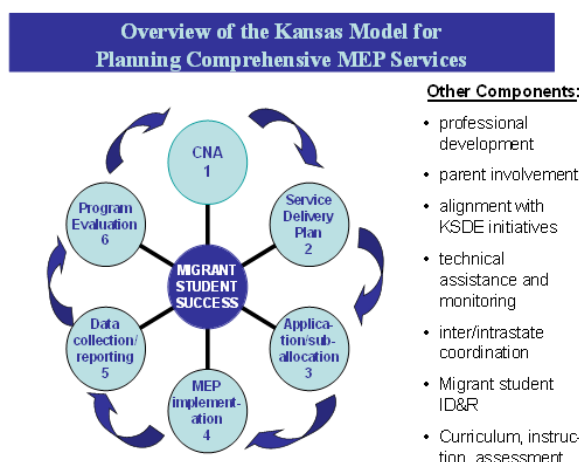 Overview of the Kansas Model for
Planning Comprehensive MEP Services
CNA
1
Service
Delivery
Plan
2
Applica-
tion/sub-
allocation
3
MEP
implement-
ation
4
Data
collection/
reporting
5
Program
Evaluation
6
MIGRANT
STUDENT
SUCCESS
Other Components:
• professional
development
• parent involvement
• alignment with
KSDE initiatives
• technical
assistance and
monitoring
• inter/intrastate
coordination
• Migrant student
ID&R
• Curriculum, instruc-
tion, assessment